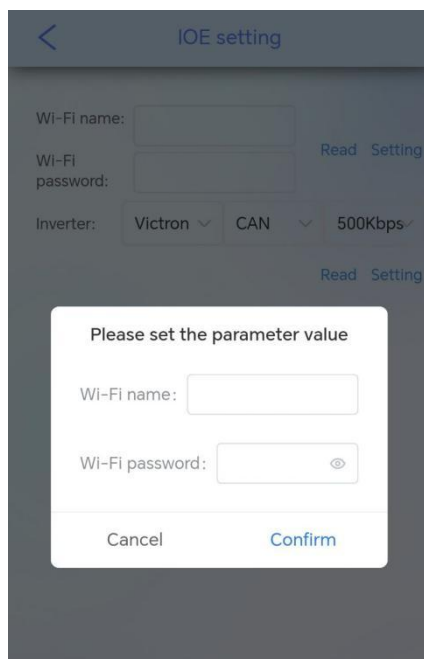 IOE setting
Wi-Fi name:
Read Setting
Wi-Fi
password:
Inverter: Victron CAN 500Kbps
Read Setting
Please set the parameter value
Wi-Fi name:
Wi-Fi password:
Cancel Confirm